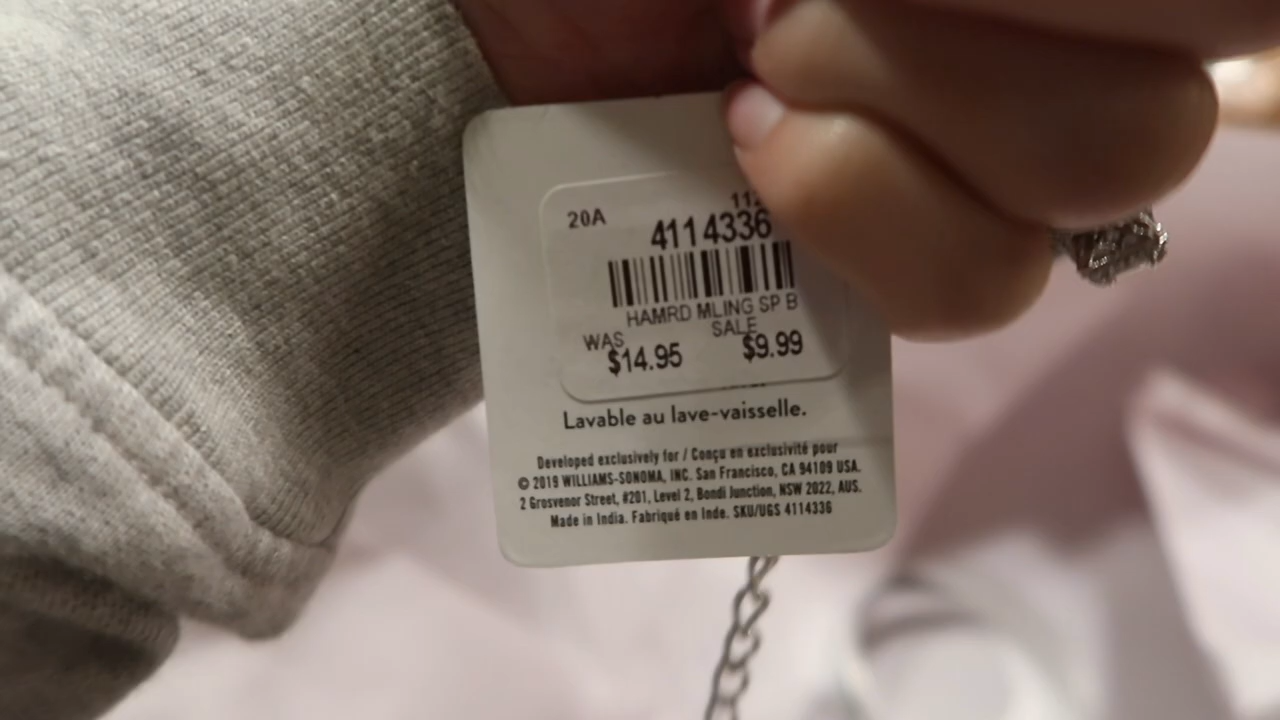 20A
4114336
HAMRD MLING SP B
WAS SALE
$14.95 $9.99
Lavable au lave-vaisselle.
Developed exclusively for / Conçu en exclusivité pour
© 2019 WILLIAMS-SONOMA, INC. San Francisco, CA 94109 USA.
2 Grosvenor Street, #201, Level 2, Bondi Junction, NSW 2022, AUS.
Made in India. Fabriqué en Inde. SKU/UGS 4114336